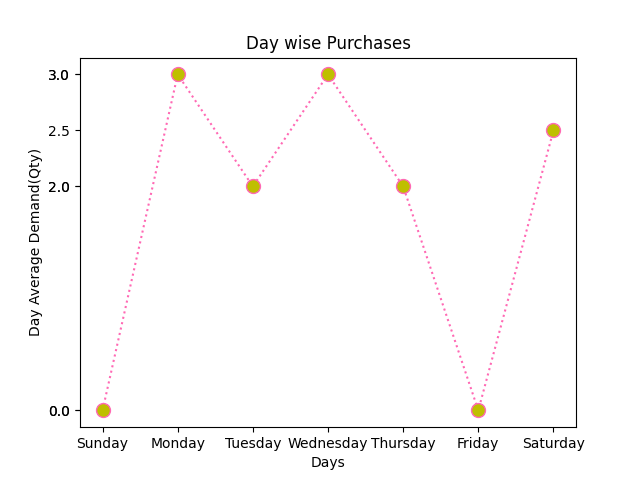 Day wise Purchases
3.0
2.5
2.0
0.0
Day Average Demand(Qty)
Sunday Monday Tuesday Wednesday Thursday Friday Saturday
Days